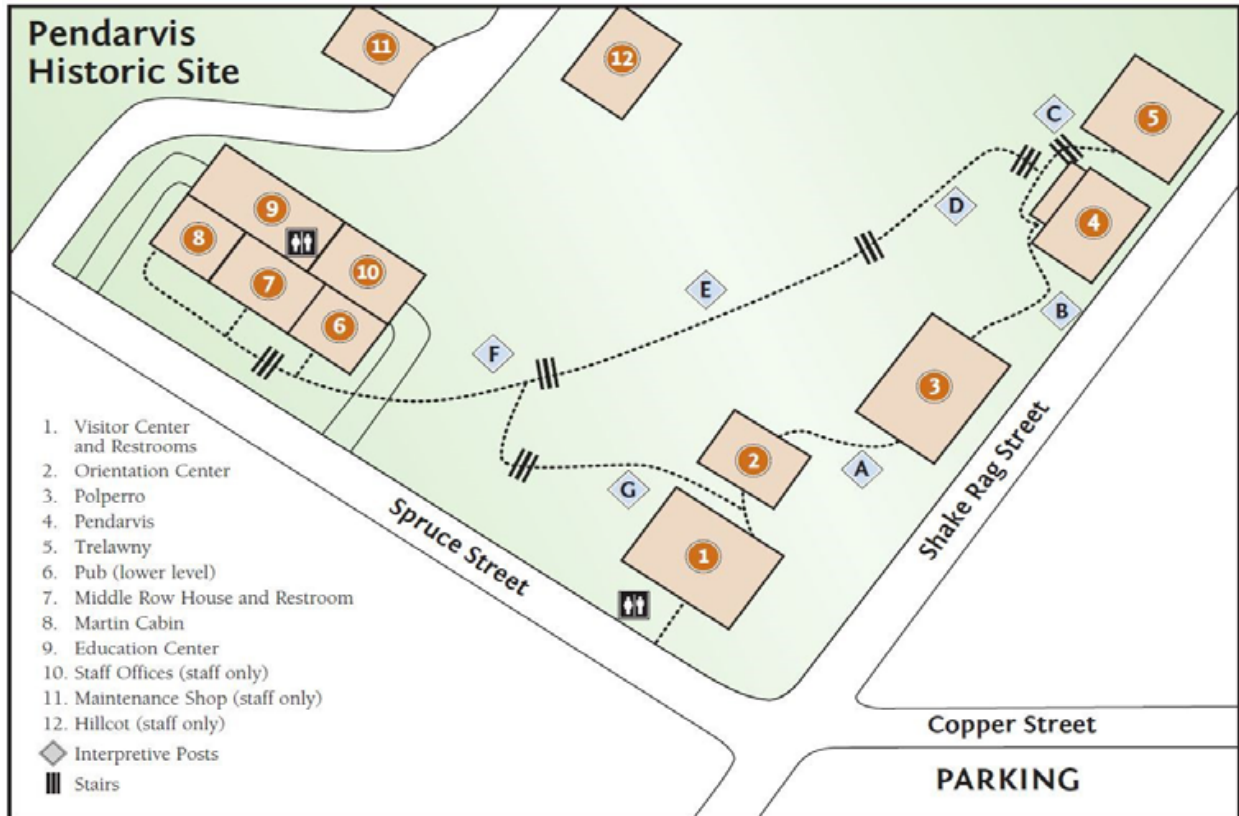 Pendarvis
Historic Site
11
12
C
5
9
D
4
8
10
7
E
B
6
F
3
2
A
G
1
Spruce Street
Shake Rag Street
1. Visitor Center
and Restrooms
2. Orientation Center
3. Polperro
4. Pendarvis
5. Trelawny
6. Pub (lower level)
7. Middle Row House and Restroom
8. Martin Cabin
9. Education Center
10. Staff Offices (staff only)
11. Maintenance Shop (staff only)
12. Hillcot (staff only)
Interpretive Posts
Stairs
Copper Street
PARKING